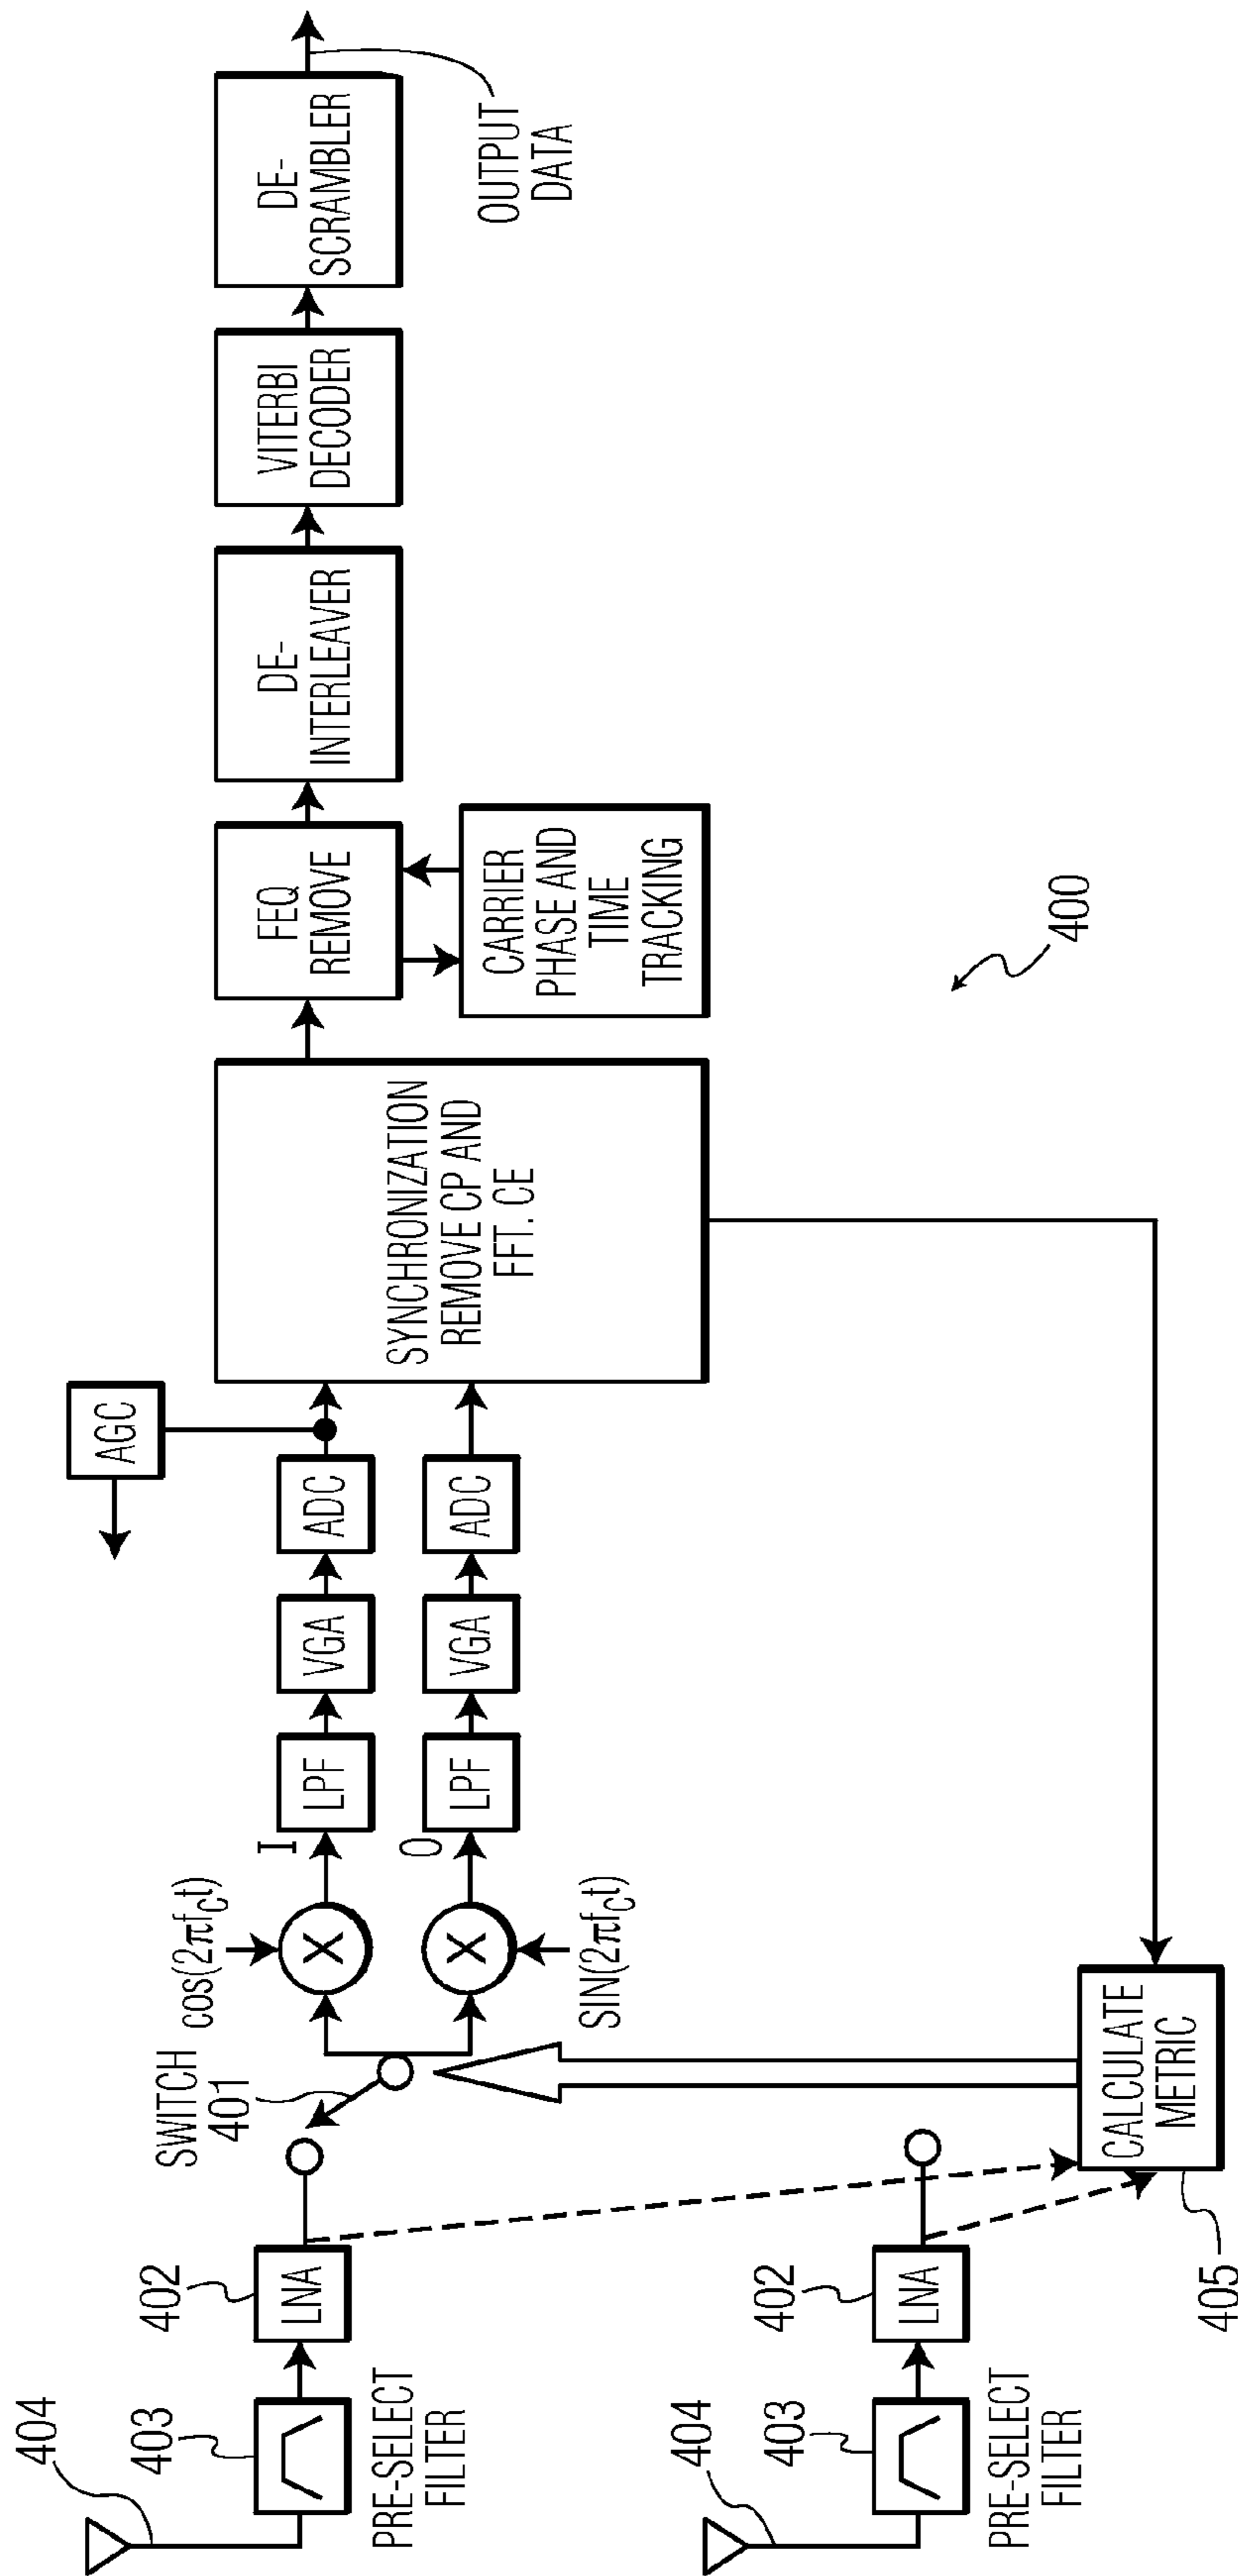 404
403
PRE-SELECT
FILTER
402
LNA
SWITCH
401
cos(2πf_ct)
X
I
LPF
VGA
ADC
AGC
X
SIN(2πf_ct)
O
LPF
VGA
ADC
SYNCHRONIZATION
REMOVE CP AND
FFT. CE
FEQ
REMOVE
CARRIER
PHASE AND
TIME
TRACKING
DE-
INTERLEAVER
VITERBI
DECODER
DE-
SCRAMBLER
OUTPUT
DATA
404
403
PRE-SELECT
FILTER
402
LNA
CALCULATE
METRIC
405
400